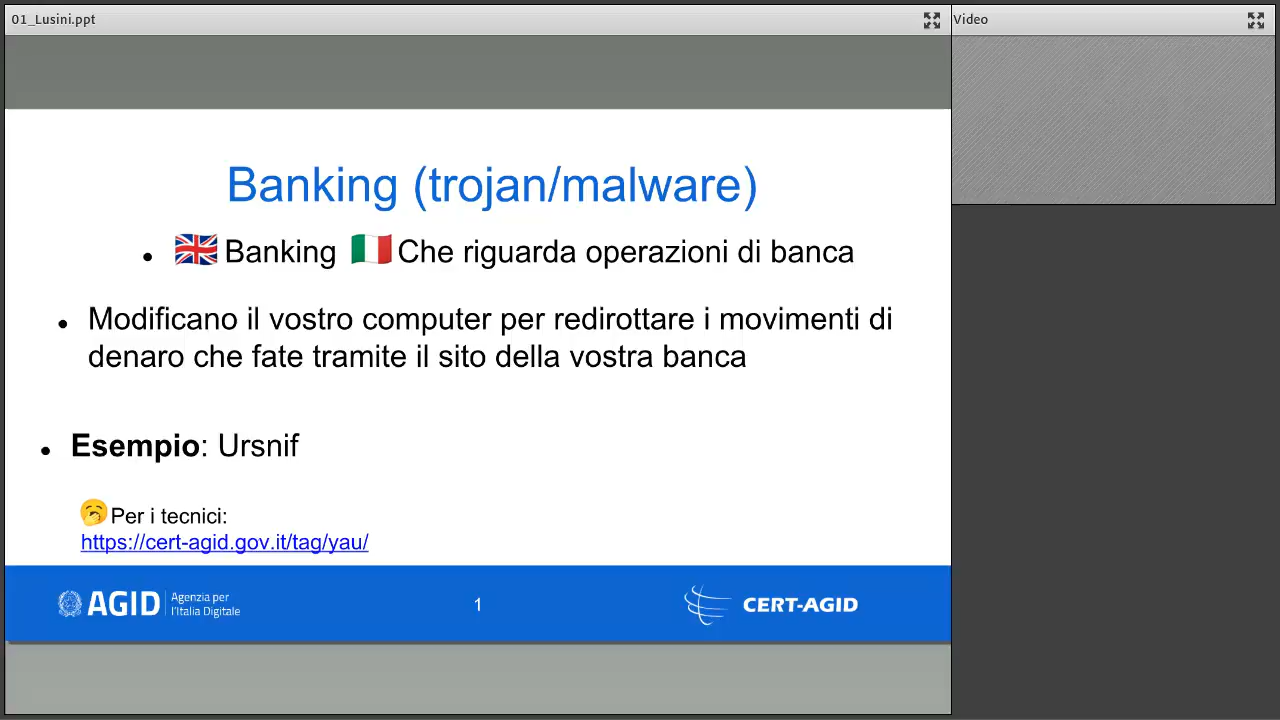 01_Lusini.ppt
Video
Banking (trojan/malware)
• 🇬🇧 Banking 🇮🇹 Che riguarda operazioni di banca
• Modificano il vostro computer per redirottare i movimenti di
denaro che fate tramite il sito della vostra banca
• Esempio: Ursnif
🥱Per i tecnici:
https://cert-agid.gov.it/tag/yau/
AGID
Agenzia per
l'Italia Digitale
1
CERT-AGID